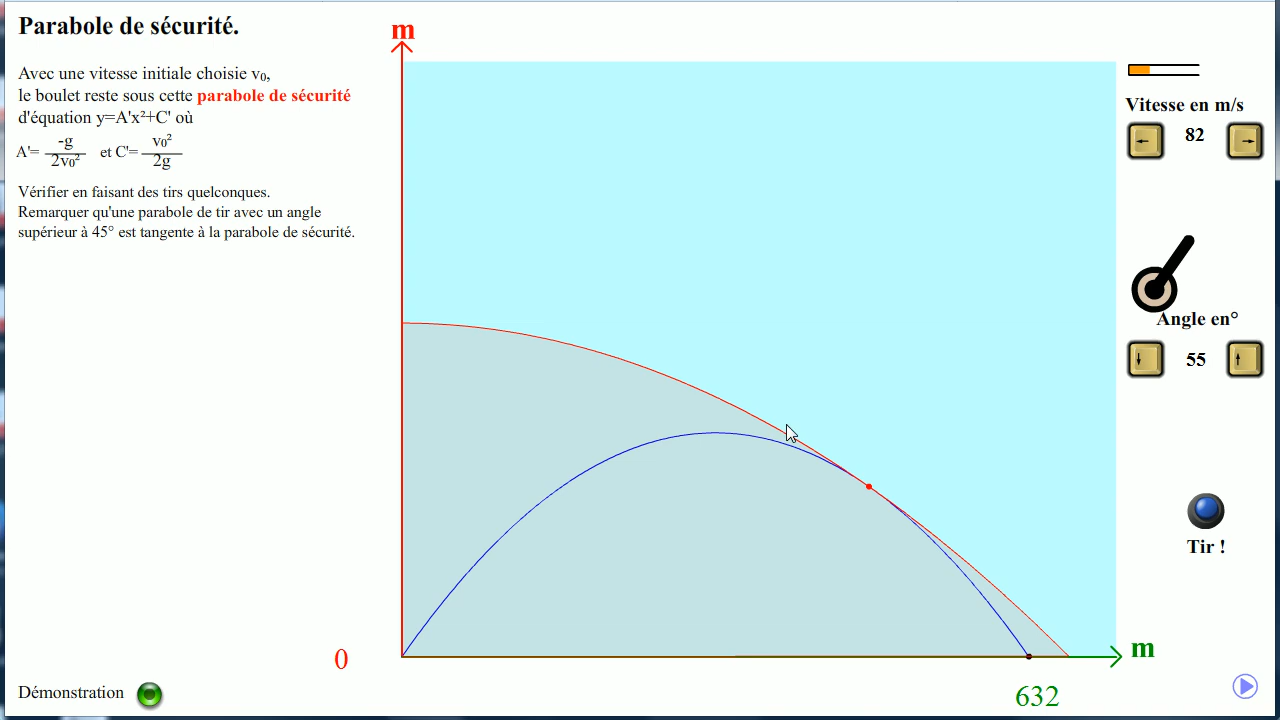 Parabole de sécurité.
Avec une vitesse initiale choisie v₀,
le boulet reste sous cette parabole de sécurité
d'équation y=A'x²+C' où
A'= -g / 2v₀² et C'= v₀² / 2g
Vérifier en faisant des tirs quelconques.
Remarquer qu'une parabole de tir avec un angle
supérieur à 45° est tangente à la parabole de sécurité.
m
Vitesse en m/s
82
Angle en°
55
Tir !
m
0
632
Démonstration